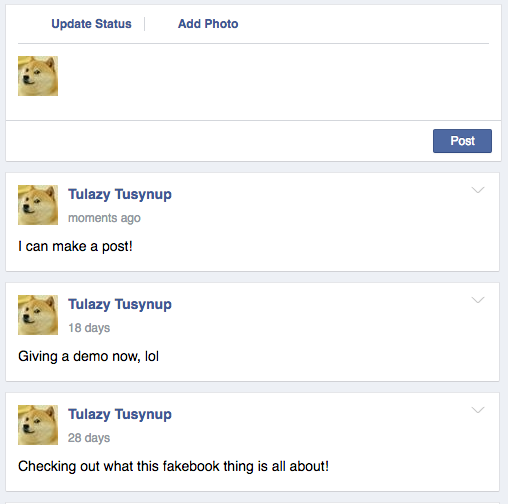 Update Status
Add Photo
Post
Tulazy Tusynup
moments ago
I can make a post!
Tulazy Tusynup
18 days
Giving a demo now, lol
Tulazy Tusynup
28 days
Checking out what this fakebook thing is all about!